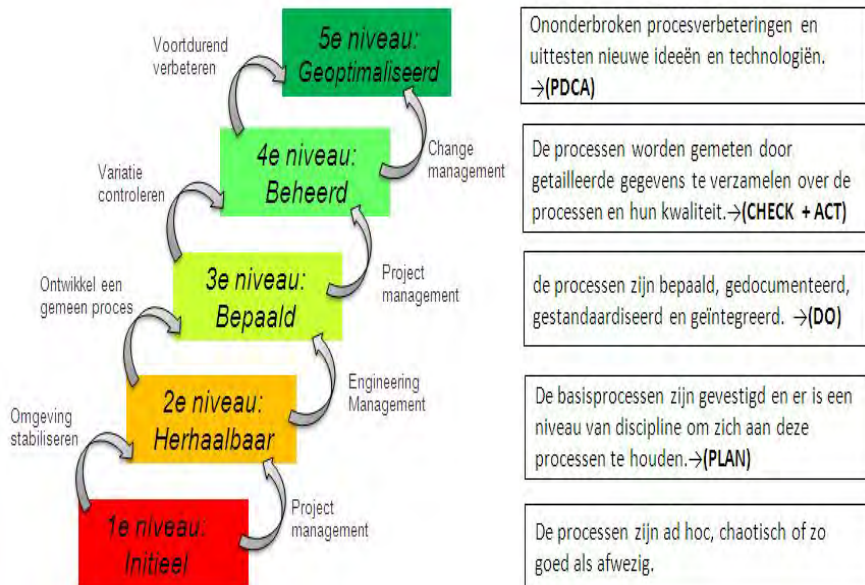 Voortdurend
verbeteren
5e niveau:
Geoptimaliseerd
Ononderbroken procesverbeteringen en
uittesten nieuwe ideeën en technologiën.
→(PDCA)
Variatie
controleren
4e niveau:
Beheerd
Change
management
De processen worden gemeten door
getailleerde gegevens te verzamelen over de
processen en hun kwaliteit.→(CHECK + ACT)
Ontwikkel een
gemeen proces
3e niveau:
Bepaald
Project
management
de processen zijn bepaald, gedocumenteerd,
gestandaardiseerd en geïntegreerd. →(DO)
Omgeving
stabiliseren
2e niveau:
Herhaalbaar
Engineering
Management
De basisprocessen zijn gevestigd en er is een
niveau van discipline om zich aan deze
processen te houden.→(PLAN)
1e niveau:
Initieel
Project
management
De processen zijn ad hoc, chaotisch of zo
goed als afwezig.